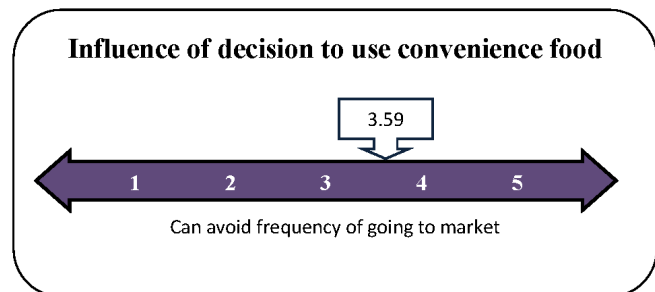 Influence of decision to use convenience food
3.59
1 2 3 4 5
Can avoid frequency of going to market